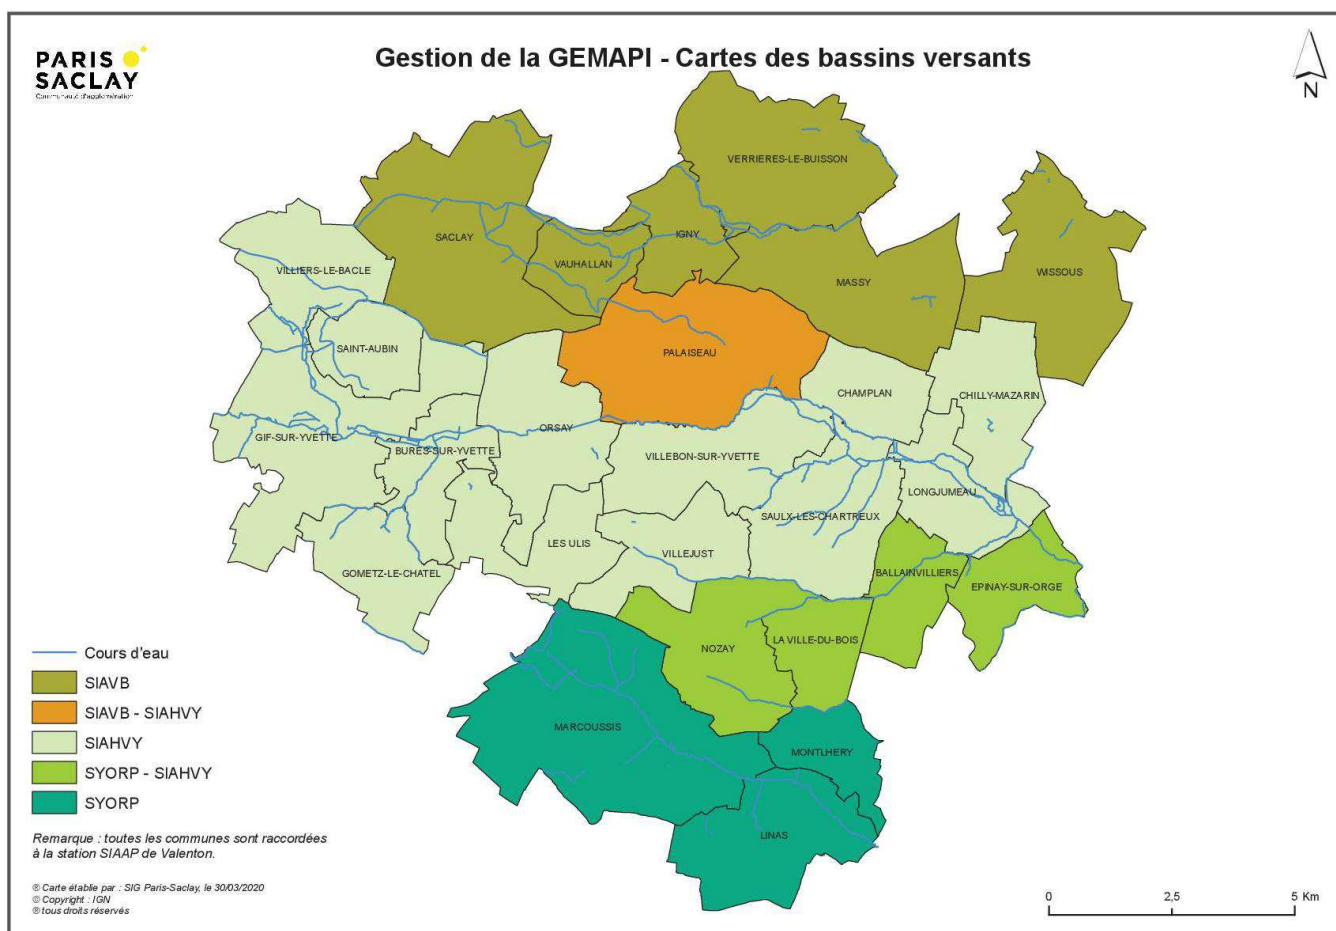 PARIS
SACLAY
Communauté d'agglomération
Gestion de la GEMAPI - Cartes des bassins versants
N
VERRIERES-LE-BUISSON
IGNY
SACLAY
VAUHALLAN
VILLIERS-LE-BACLE
MASSY
WISSOUS
SAINT-AUBIN
PALAISEAU
CHAMPLAN
CHILLY-MAZARIN
ORSAY
GIF-SUR-YVETTE
BURES-SUR-YVETTE
VILLEBON-SUR-YVETTE
LONGJUMEAU
SAULX-LES-CHARTREUX
LES ULIS
VILLEJUST
GOMETZ-LE-CHATEL
BALLAINVILLIERS
EPINAY-SUR-ORGE
LA VILLE-DU-BOIS
NOZAY
MARCOUSSIS
MONTLHERY
LINAS
Cours d'eau
SIAVB
SIAVB - SIAHVY
SIAHVY
SYORP - SIAHVY
SYORP
Remarque : toutes les communes sont raccordées
à la station SIAAP de Valenton.
® Carte établie par : SIG Paris-Saclay, le 30/03/2020
© Copyright : IGN
® tous droits réservés
0 2,5 5 Km